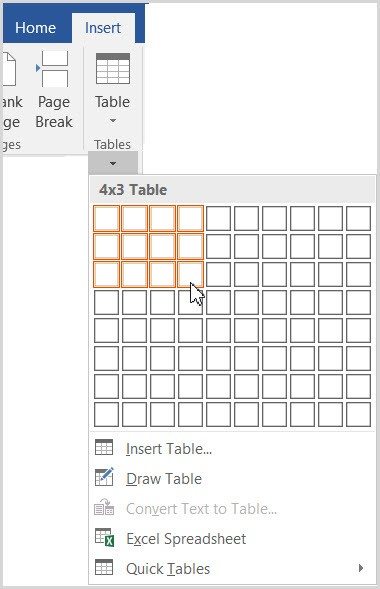 Home Insert
ank Page Table
ge Break
ges Tables
4x3 Table
Insert Table...
Draw Table
Convert Text to Table...
Excel Spreadsheet
Quick Tables